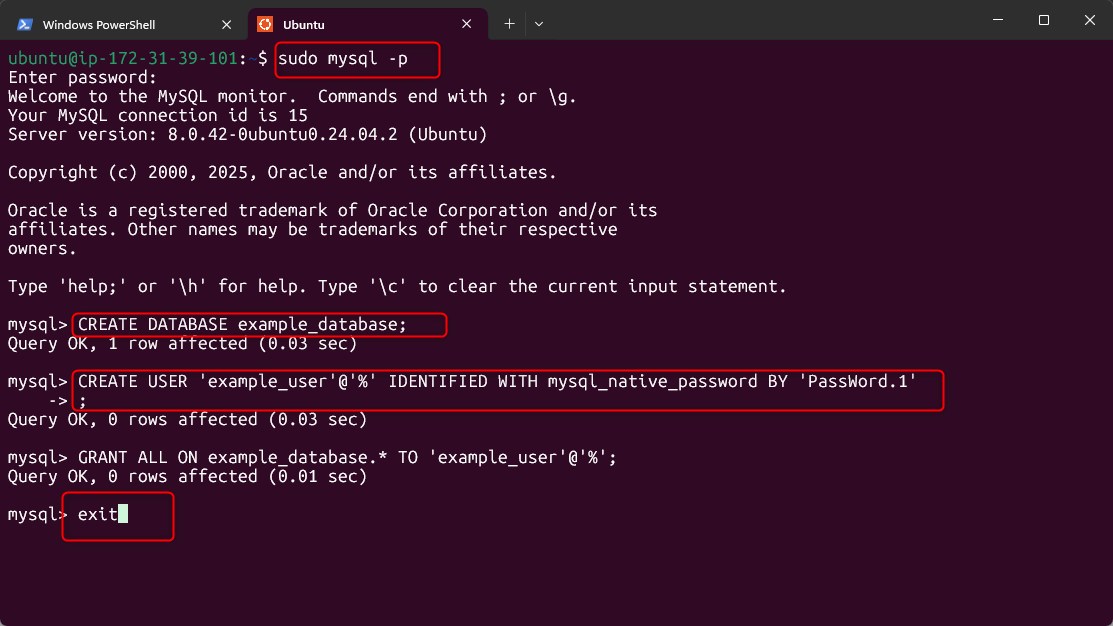 Windows PowerShell
Ubuntu
ubuntu@ip-172-31-39-101:~$ sudo mysql -p
Enter password:
Welcome to the MySQL monitor.  Commands end with ; or \g.
Your MySQL connection id is 15
Server version: 8.0.42-0ubuntu0.24.04.2 (Ubuntu)
Copyright (c) 2000, 2025, Oracle and/or its affiliates.
Oracle is a registered trademark of Oracle Corporation and/or its
affiliates. Other names may be trademarks of their respective
owners.
Type 'help;' or '\h' for help. Type '\c' to clear the current input statement.
mysql> CREATE DATABASE example_database;
Query OK, 1 row affected (0.03 sec)
mysql> CREATE USER 'example_user'@'%' IDENTIFIED WITH mysql_native_password BY 'PassWord.1'
    -> ;
Query OK, 0 rows affected (0.03 sec)
mysql> GRANT ALL ON example_database.* TO 'example_user'@'%';
Query OK, 0 rows affected (0.01 sec)
mysql> exit